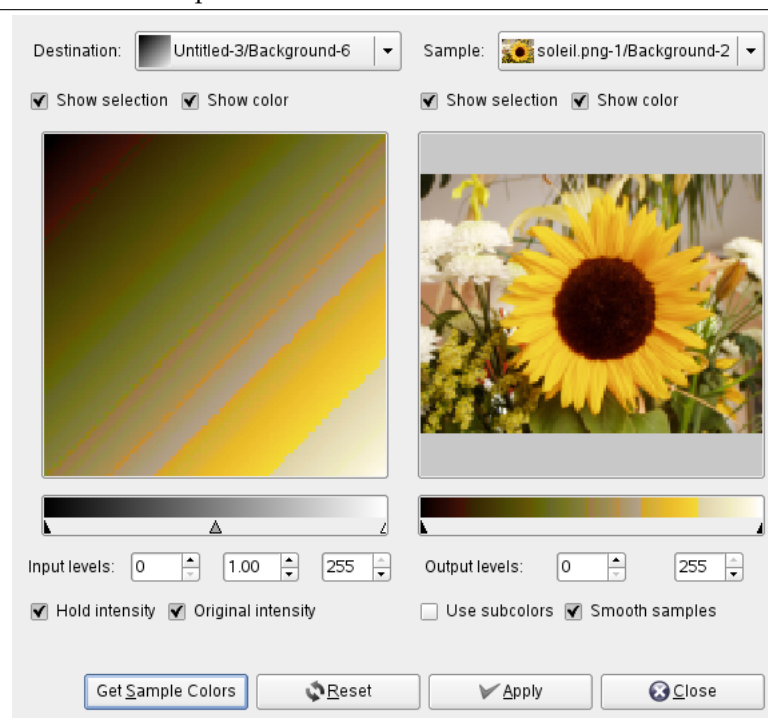 Destination: Untitled-3/Background-6
Sample: soleil.png-1/Background-2
Show selection Show color
Show selection Show color
Input levels: 0 1.00 255
Output levels: 0 255
Hold intensity Original intensity
Use subcolors Smooth samples
Get Sample Colors Reset Apply Close